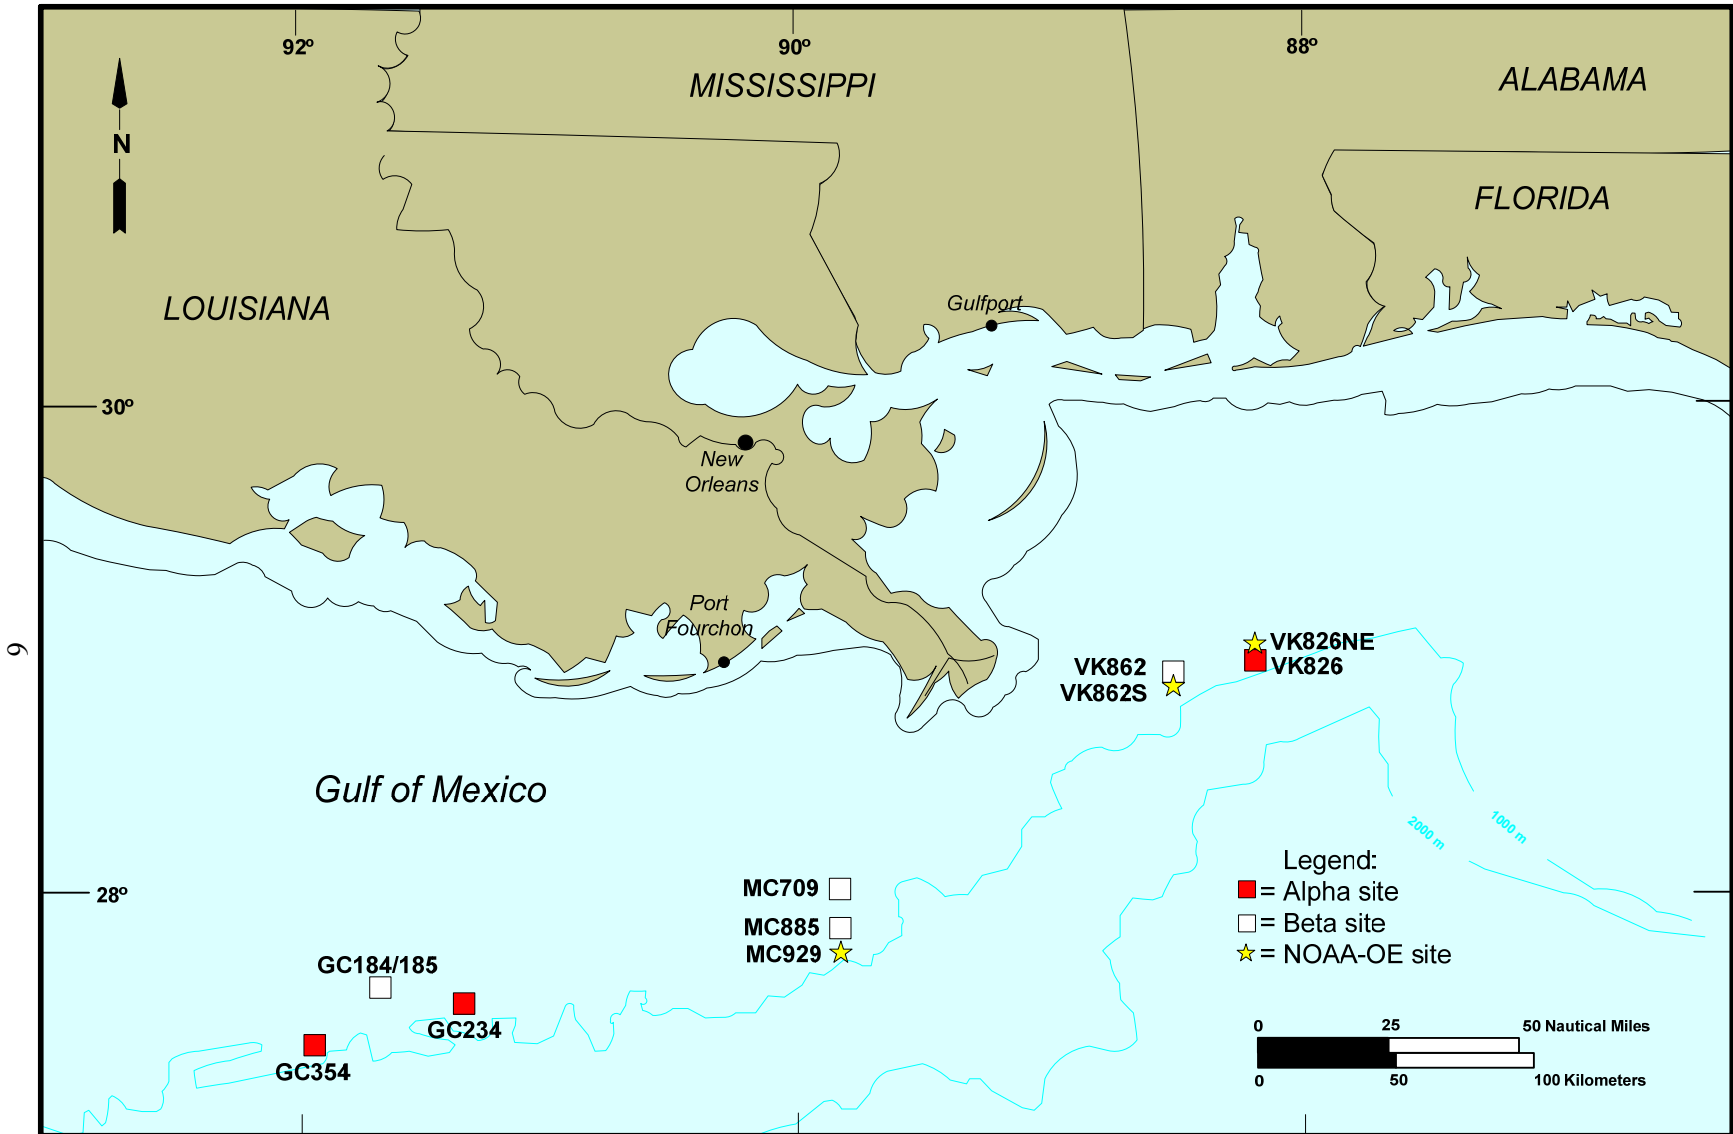 92º
90º
88º
MISSISSIPPI
ALABAMA
N
FLORIDA
LOUISIANA
Gulfport
30º
New
Orleans
Port
Fourchon
6
VK826NE
VK826
VK862
VK862S
Gulf of Mexico
2000 m
1000 m
Legend:
= Alpha site
= Beta site
= NOAA-OE site
28º
MC709
MC885
MC929
GC184/185
GC234
GC354
0 25 50 Nautical Miles
0 50 100 Kilometers